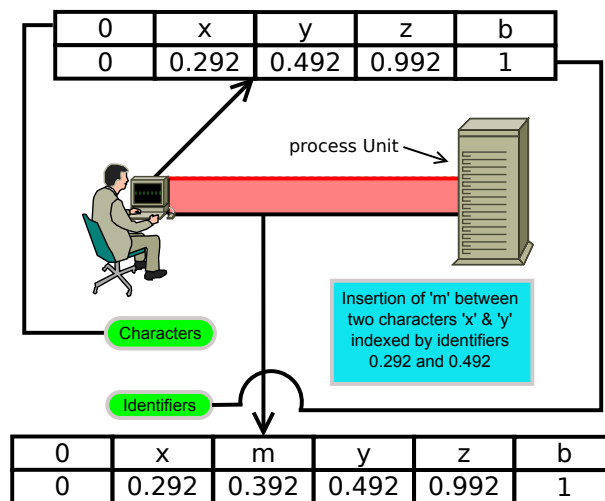 0 x y z b
0 0.292 0.492 0.992 1
process Unit
Insertion of 'm' between
two characters 'x' & 'y'
indexed by identifiers
0.292 and 0.492
Characters
Identifiers
0 x m y z b
0 0.292 0.392 0.492 0.992 1